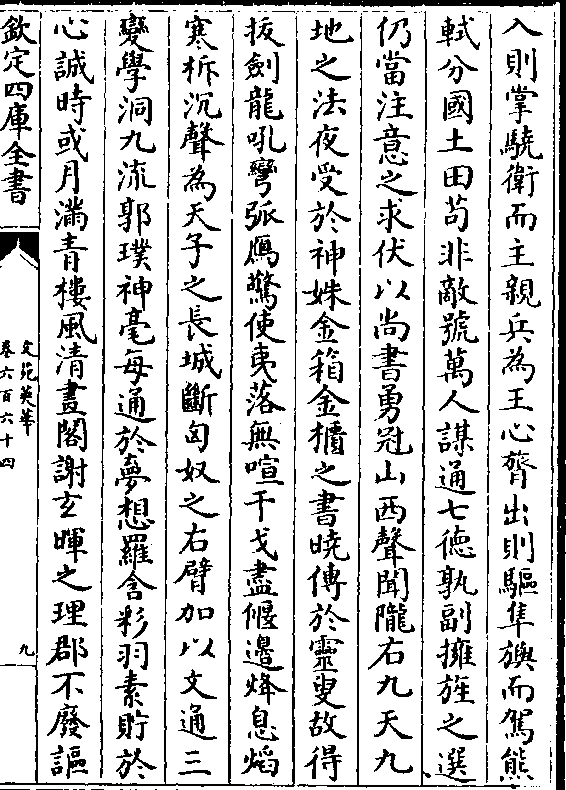 入則掌驍衛而主親兵為王心膂出則驅隼旟而駕熊
軾分國土田苟非敵號萬人謀通七徳孰副擁旌之選
仍當注意之求伏以尚書勇冠山西聲聞隴右九天九
地之法夜受於神姝金箱金櫃之書曉傳於靈叟故得
拔劍龍吼彎弧鴈驚使夷落無喧干戈盡偃邉烽息熖
寒柝沉聲為天子之長城斷匈奴之右臂加以文通三
變學洞九流郭璞神毫每通於夢想羅含彩羽素貯於
心誠時或月滿青樓風清晝閣謝玄暉之理郡不廢謳
欽定四庫全書
文苑英華
卷六百六十四
九